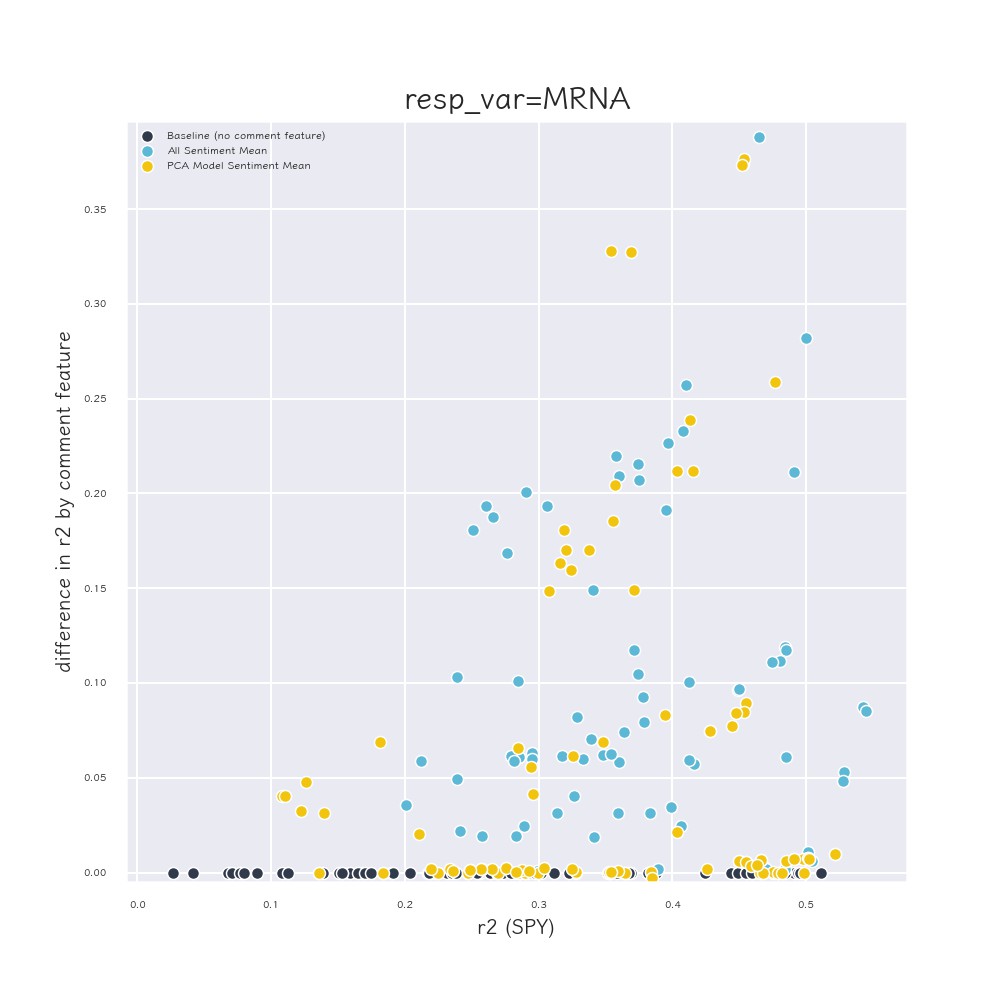 resp_var=MRNA
Baseline (no comment feature)
All Sentiment Mean
PCA Model Sentiment Mean
difference in r2 by comment feature
0.35
0.30
0.25
0.20
0.15
0.10
0.05
0.00
0.0 0.1 0.2 0.3 0.4 0.5
r2 (SPY)